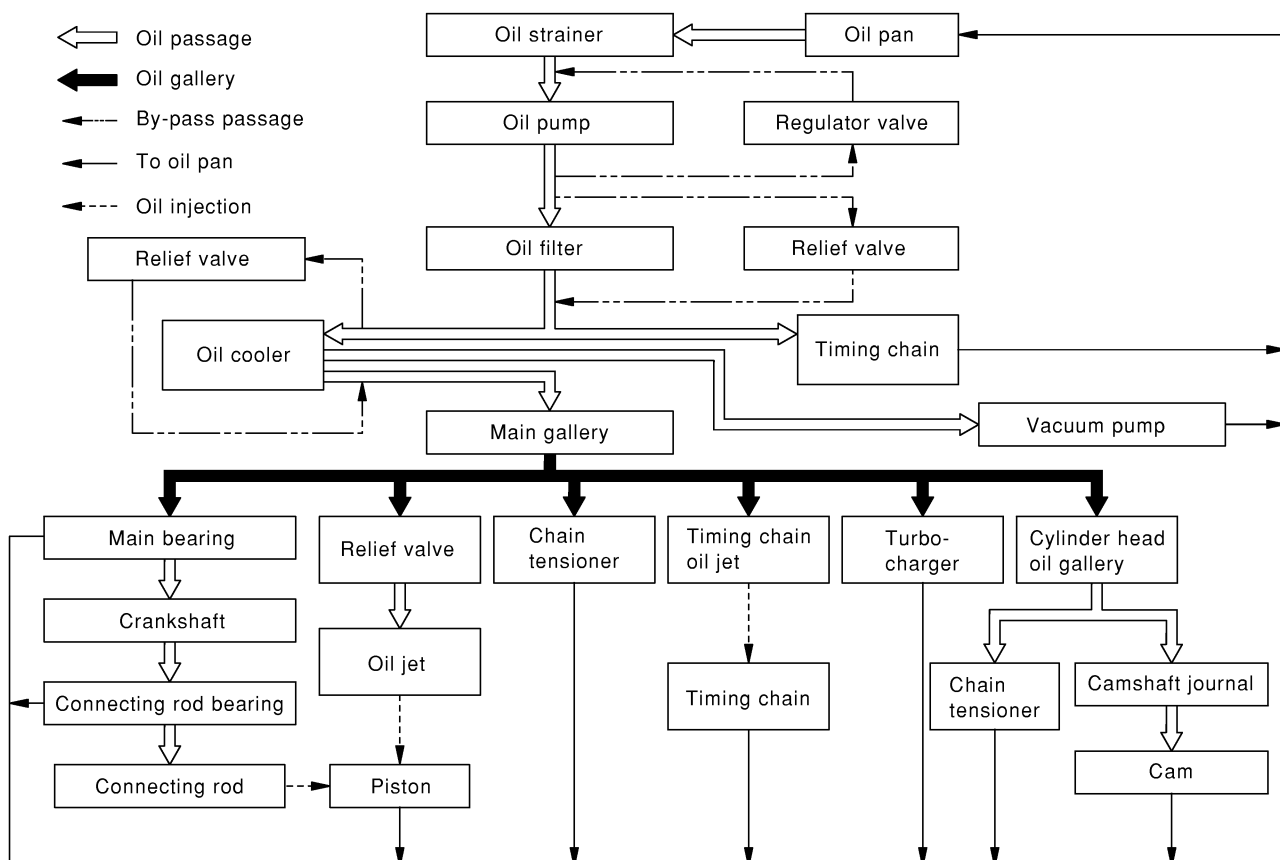 Oil passage
Oil gallery
By-pass passage
To oil pan
Oil injection
Oil strainer
Oil pan
Oil pump
Regulator valve
Relief valve
Oil filter
Relief valve
Oil cooler
Timing chain
Main gallery
Vacuum pump
Main bearing
Relief valve
Chain
tensioner
Timing chain
oil jet
Turbo-
charger
Cylinder head
oil gallery
Crankshaft
Oil jet
Timing chain
Chain
tensioner
Camshaft journal
Connecting rod bearing
Connecting rod
Piston
Cam